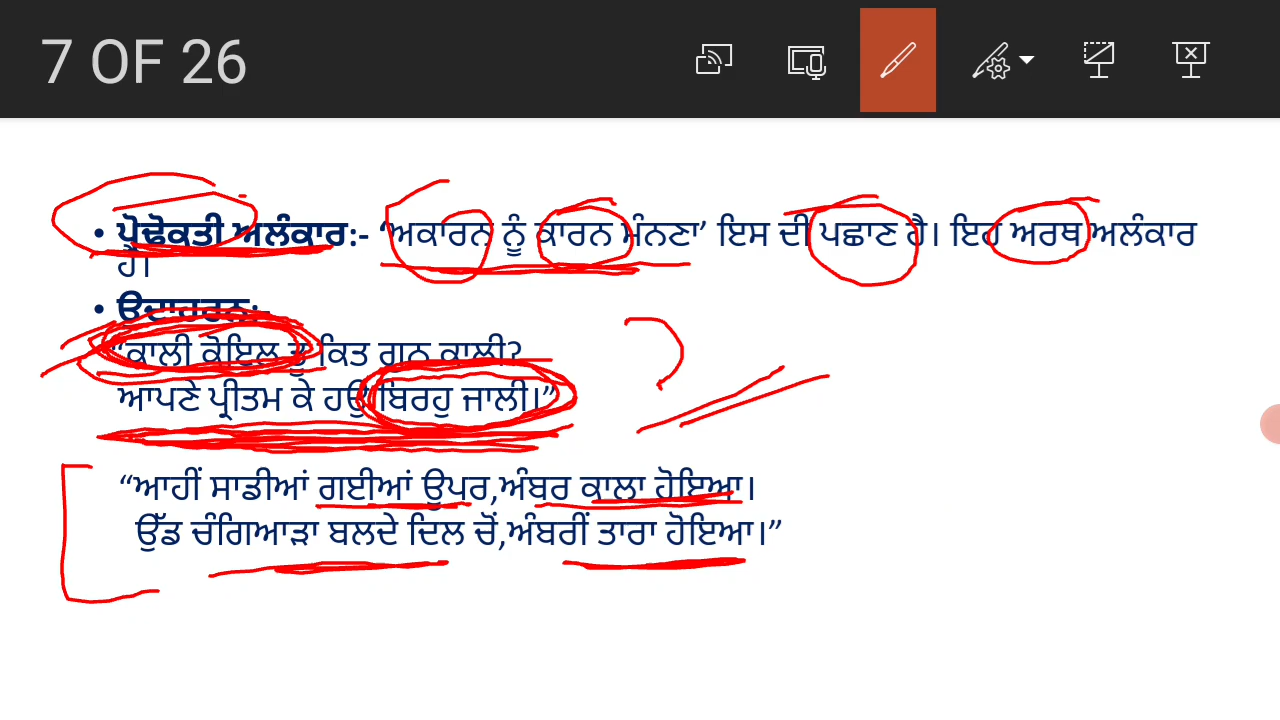 7 OF 26
• ਪ੍ਰੋਢੋਕਤੀ ਅਲੰਕਾਰ:- ‘ਅਕਾਰਨ ਨੂੰ ਕਾਰਨ ਮੰਨਣਾ’ ਇਸ ਦੀ ਪਛਾਣ ਹੈ। ਇਹ ਅਰਥ ਅਲੰਕਾਰ
ਹੈ।
• ਉਦਾਹਰਨ:-
“ਕਾਲੀ ਕੋਇਲ ਤੂ ਕਿਤ ਗੁਨ ਕਾਲੀ?
ਆਪਣੇ ਪ੍ਰੀਤਮ ਕੇ ਹਉ ਬਿਰਹੁ ਜਾਲੀ।”
“ਆਹੀਂ ਸਾਡੀਆਂ ਗਈਆਂ ਉਪਰ,ਅੰਬਰ ਕਾਲਾ ਹੋਇਆ।
ਉੱਡ ਚੰਗਿਆੜਾ ਬਲਦੇ ਦਿਲ ਚੋਂ,ਅੰਬਰੀਂ ਤਾਰਾ ਹੋਇਆ।”